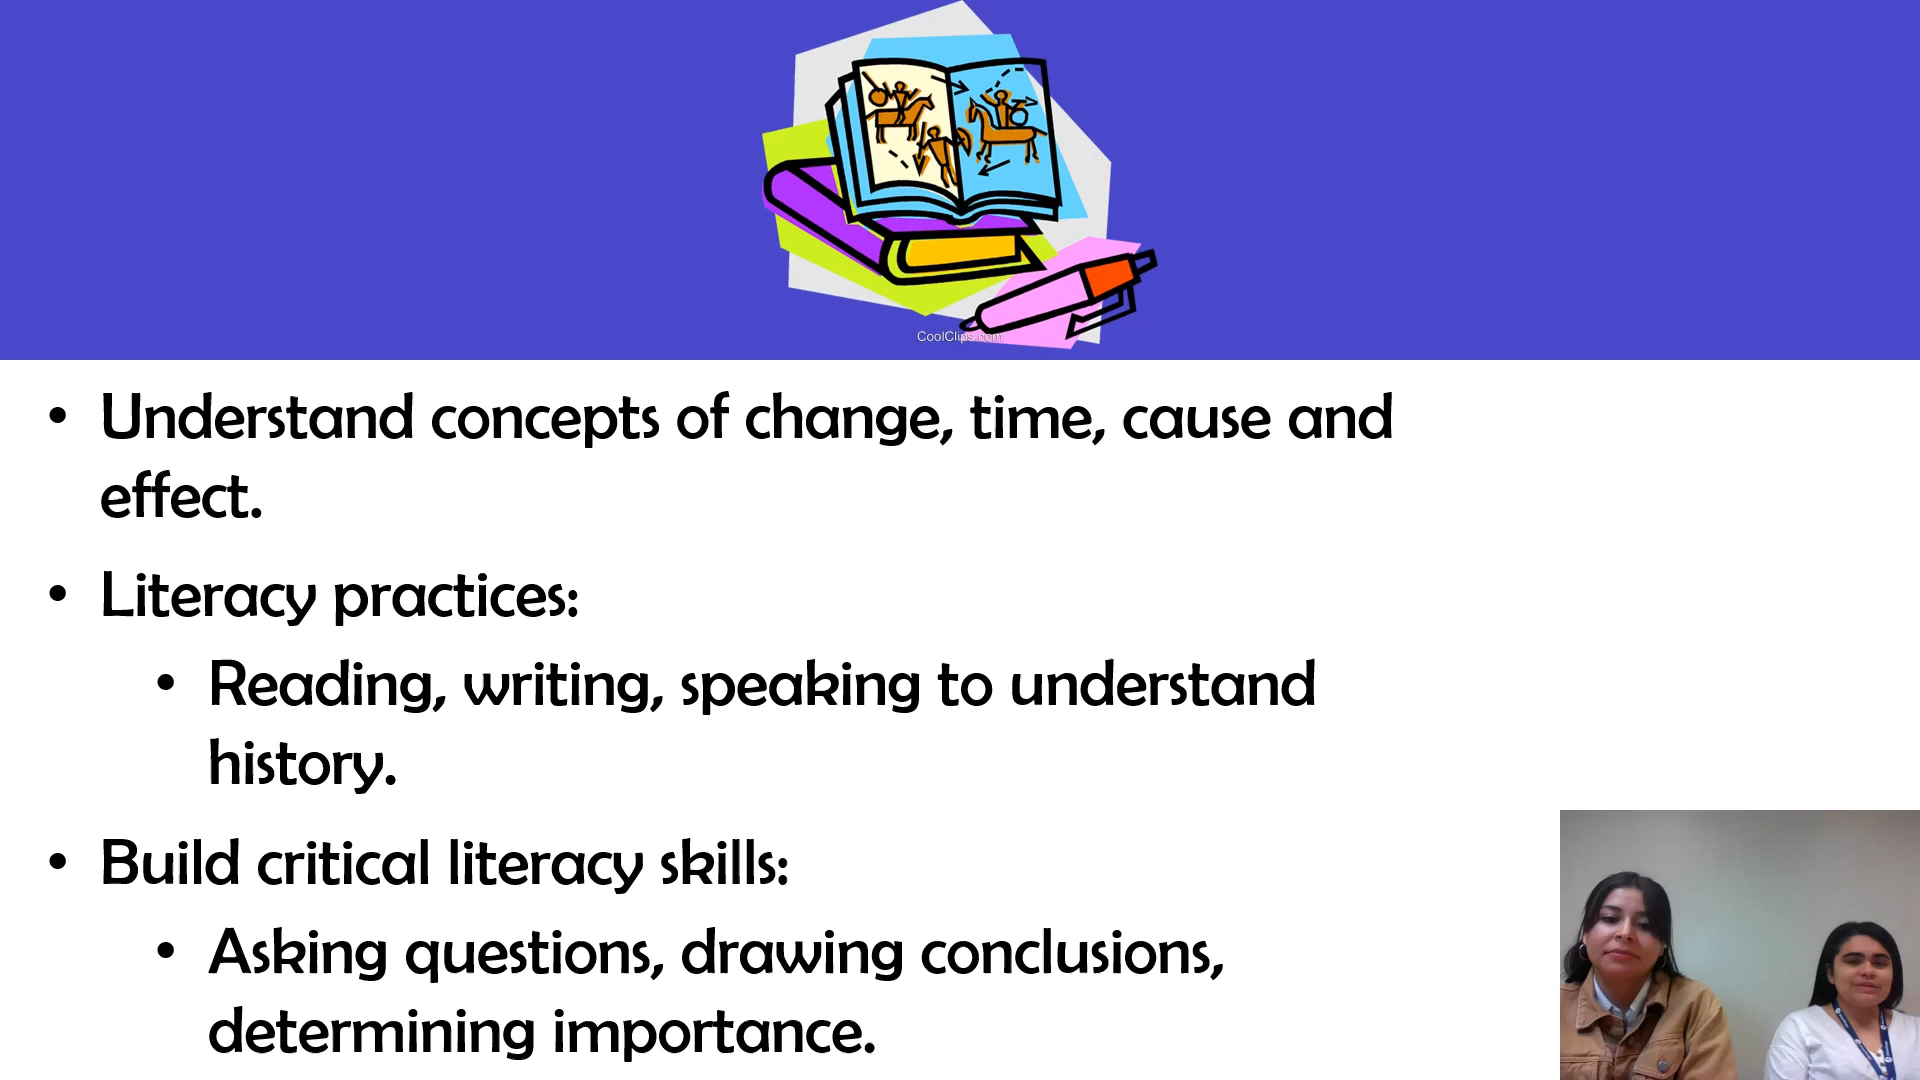 CoolClips.com
• Understand concepts of change, time, cause and
effect.
• Literacy practices:
• Reading, writing, speaking to understand
history.
• Build critical literacy skills:
• Asking questions, drawing conclusions,
determining importance.